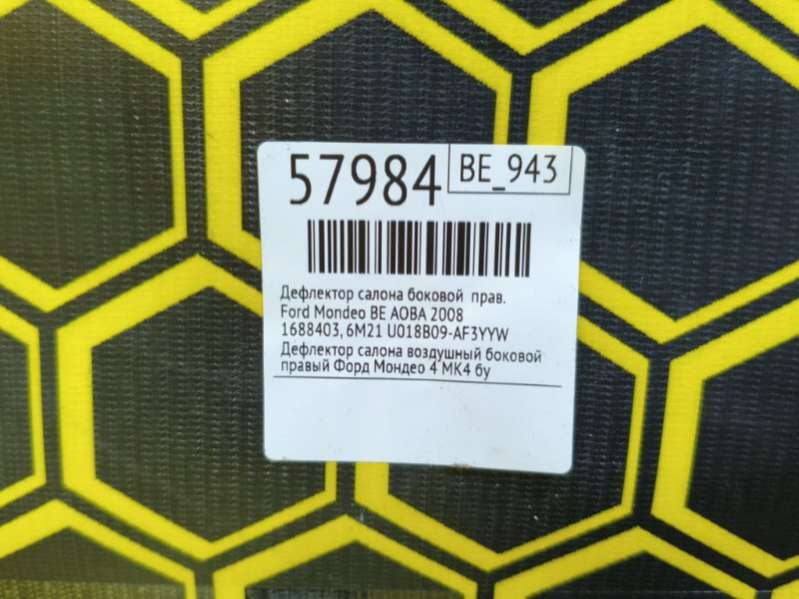 57984
BE_943
Дефлектор салона боковой прав.
Ford Mondeo BE AOBA 2008
1688403, 6M21 U018B09-AF3YYW
Дефлектор салона воздушный боковой
правый Форд Мондео 4 МК4 бу